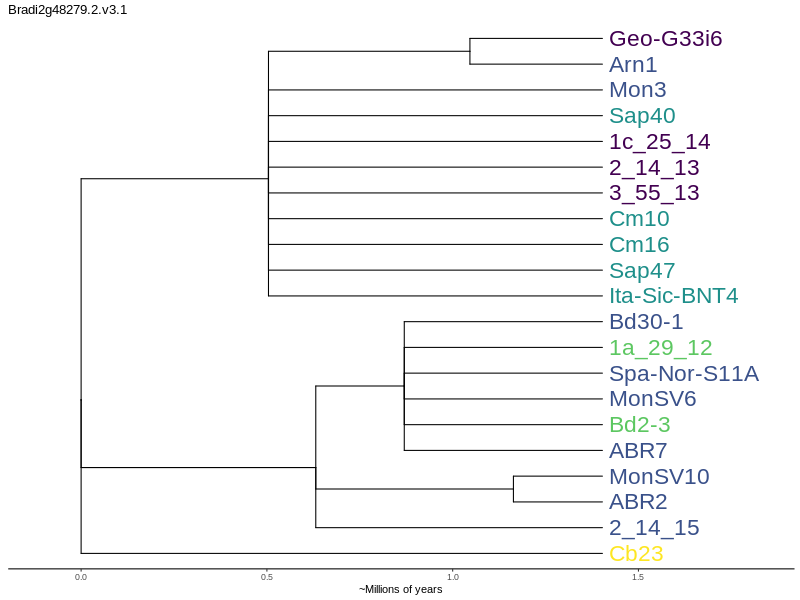 Bradi2g48279.2.v3.1
Geo-G33i6
Arn1
Mon3
Sap40
1c_25_14
2_14_13
3_55_13
Cm10
Cm16
Sap47
Ita-Sic-BNT4
Bd30-1
1a_29_12
Spa-Nor-S11A
MonSV6
Bd2-3
ABR7
MonSV10
ABR2
2_14_15
Cb23
0.0 0.5 1.0 1.5
~Millions of years